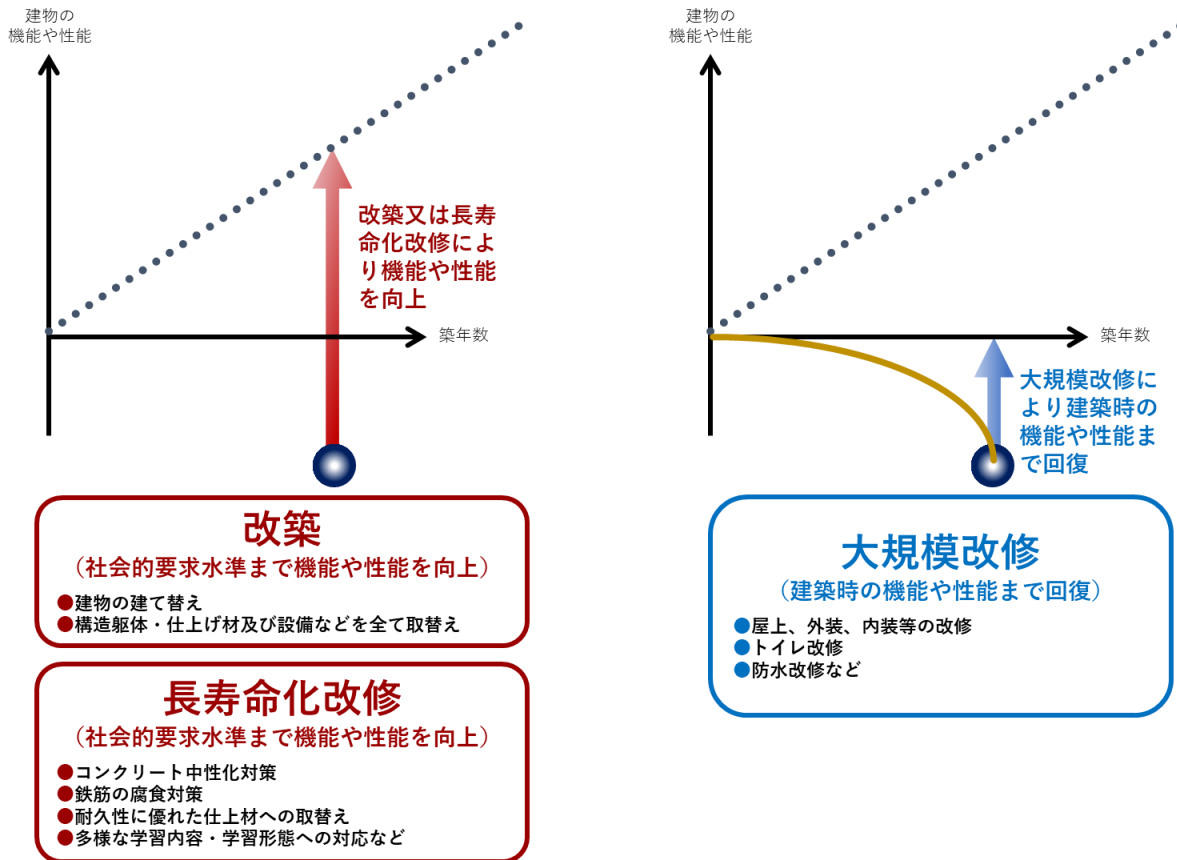 建物の
機能や性能
改築又は長寿
命化改修によ
り機能や性能
を向上
築年数
改築
（社会的要求水準まで機能や性能を向上）
●建物の建て替え
●構造躯体・仕上げ材及び設備などを全て取替え
長寿命化改修
（社会的要求水準まで機能や性能を向上）
●コンクリート中性化対策
●鉄筋の腐食対策
●耐久性に優れた仕上材への取替え
●多様な学習内容・学習形態への対応など
建物の
機能や性能
築年数
大規模改修に
より建築時の
機能や性能ま
で回復
大規模改修
（建築時の機能や性能まで回復）
●屋上、外装、内装等の改修
●トイレ改修
●防水改修など